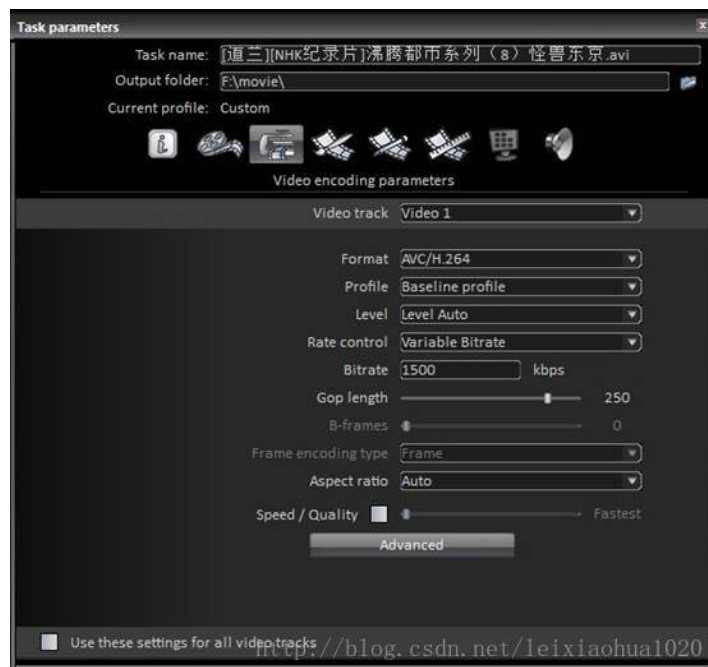 Task parameters
Task name: [道兰][NHK纪录片]沸腾都市系列（8）怪兽东京.avi
Output folder: F:\movie\
Current profile: Custom
Video encoding parameters
Video track Video 1
Format AVC/H.264
Profile Baseline profile
Level Level Auto
Rate control Variable Bitrate
Bitrate 1500 kbps
Gop length 250
B-frames 0
Frame encoding type Frame
Aspect ratio Auto
Speed / Quality Fastest
Advanced
Use these settings for all video tracks
http://blog.csdn.net/leixiaohua1020